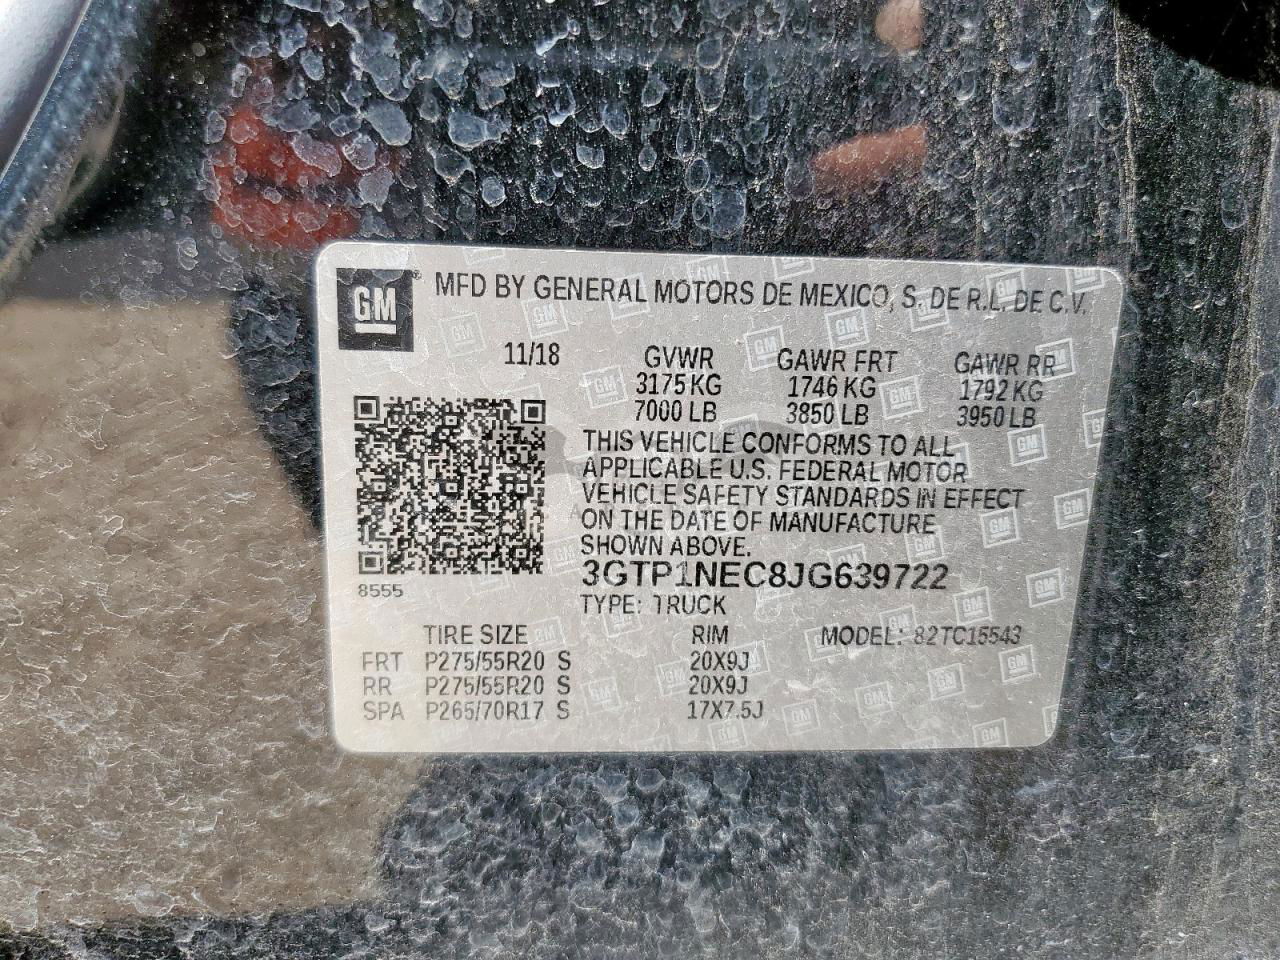 GM® MFD BY GENERAL MOTORS DE MEXICO, S. DE R.L. DE C.V.
11/18 GVWR GAWR FRT GAWR RR
3175 KG 1746 KG 1792 KG
7000 LB 3850 LB 3950 LB
THIS VEHICLE CONFORMS TO ALL
APPLICABLE U.S. FEDERAL MOTOR
VEHICLE SAFETY STANDARDS IN EFFECT
ON THE DATE OF MANUFACTURE
SHOWN ABOVE.
8555
3GTP1NEC8JG639722
TYPE: TRUCK
TIRE SIZE RIM MODEL: 82TC15543
FRT P275/55R20 S 20X9J
RR P275/55R20 S 20X9J
SPA P265/70R17 S 17X7.5J